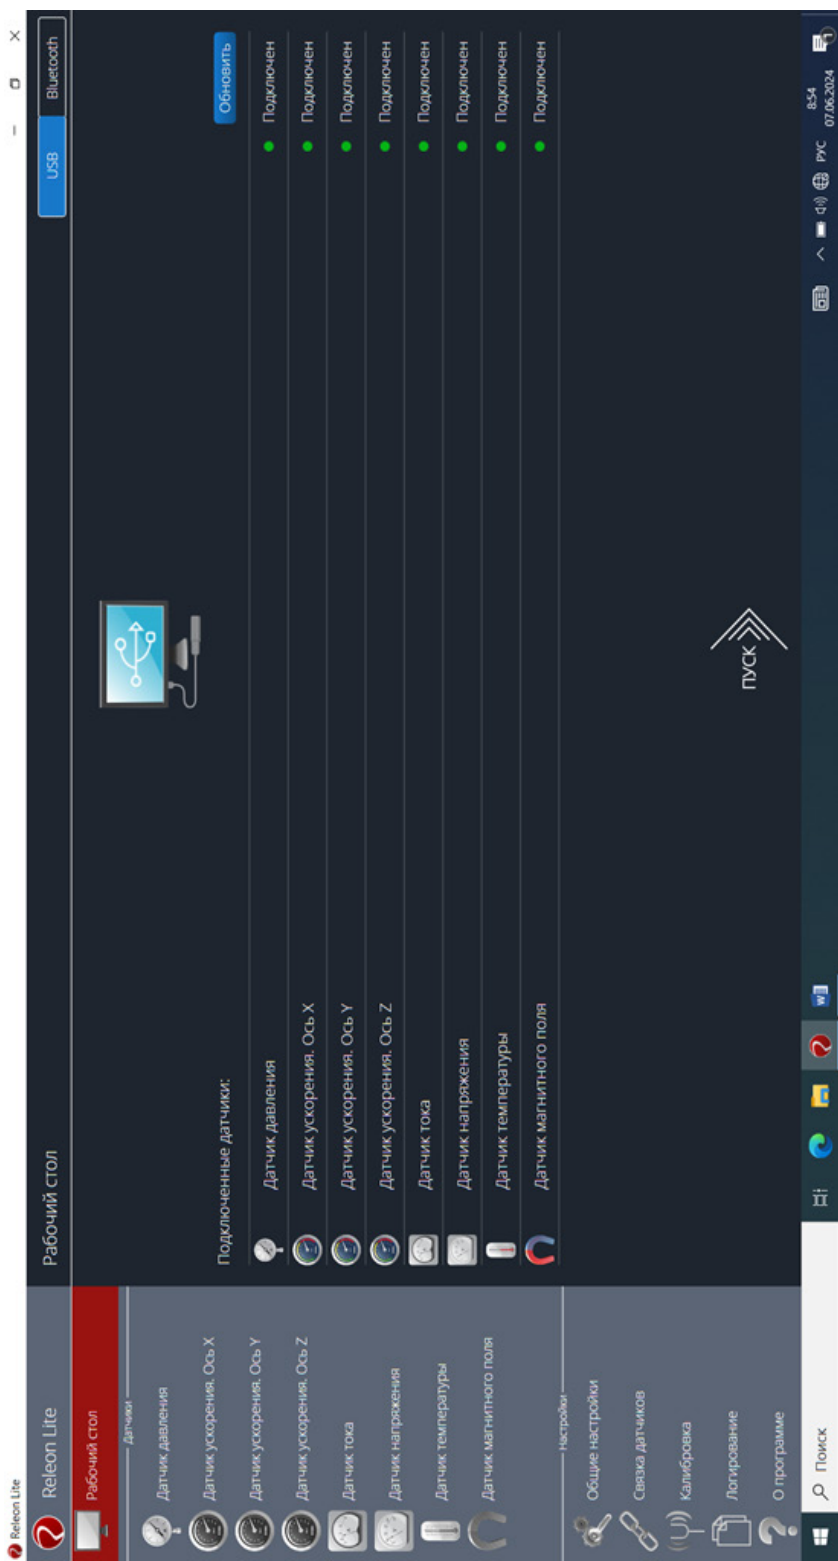 Releon Lite
Releon Lite
Рабочий стол
USB
Bluetooth
Рабочий стол
Датчики
Датчик давления
Датчик ускорения. Ось X
Датчик ускорения. Ось Y
Датчик ускорения. Ось Z
Датчик тока
Датчик напряжения
Датчик температуры
Датчик магнитного поля
Настройки
Общие настройки
Связка датчиков
Калибровка
Логирование
О программе
Подключенные датчики:
Обновить
Датчик давления
Подключен
Датчик ускорения. Ось X
Подключен
Датчик ускорения. Ось Y
Подключен
Датчик ускорения. Ось Z
Подключен
Датчик тока
Подключен
Датчик напряжения
Подключен
Датчик температуры
Подключен
Датчик магнитного поля
Подключен
ПУСК
Поиск
W
РУС
8:54
07.06.2024
1